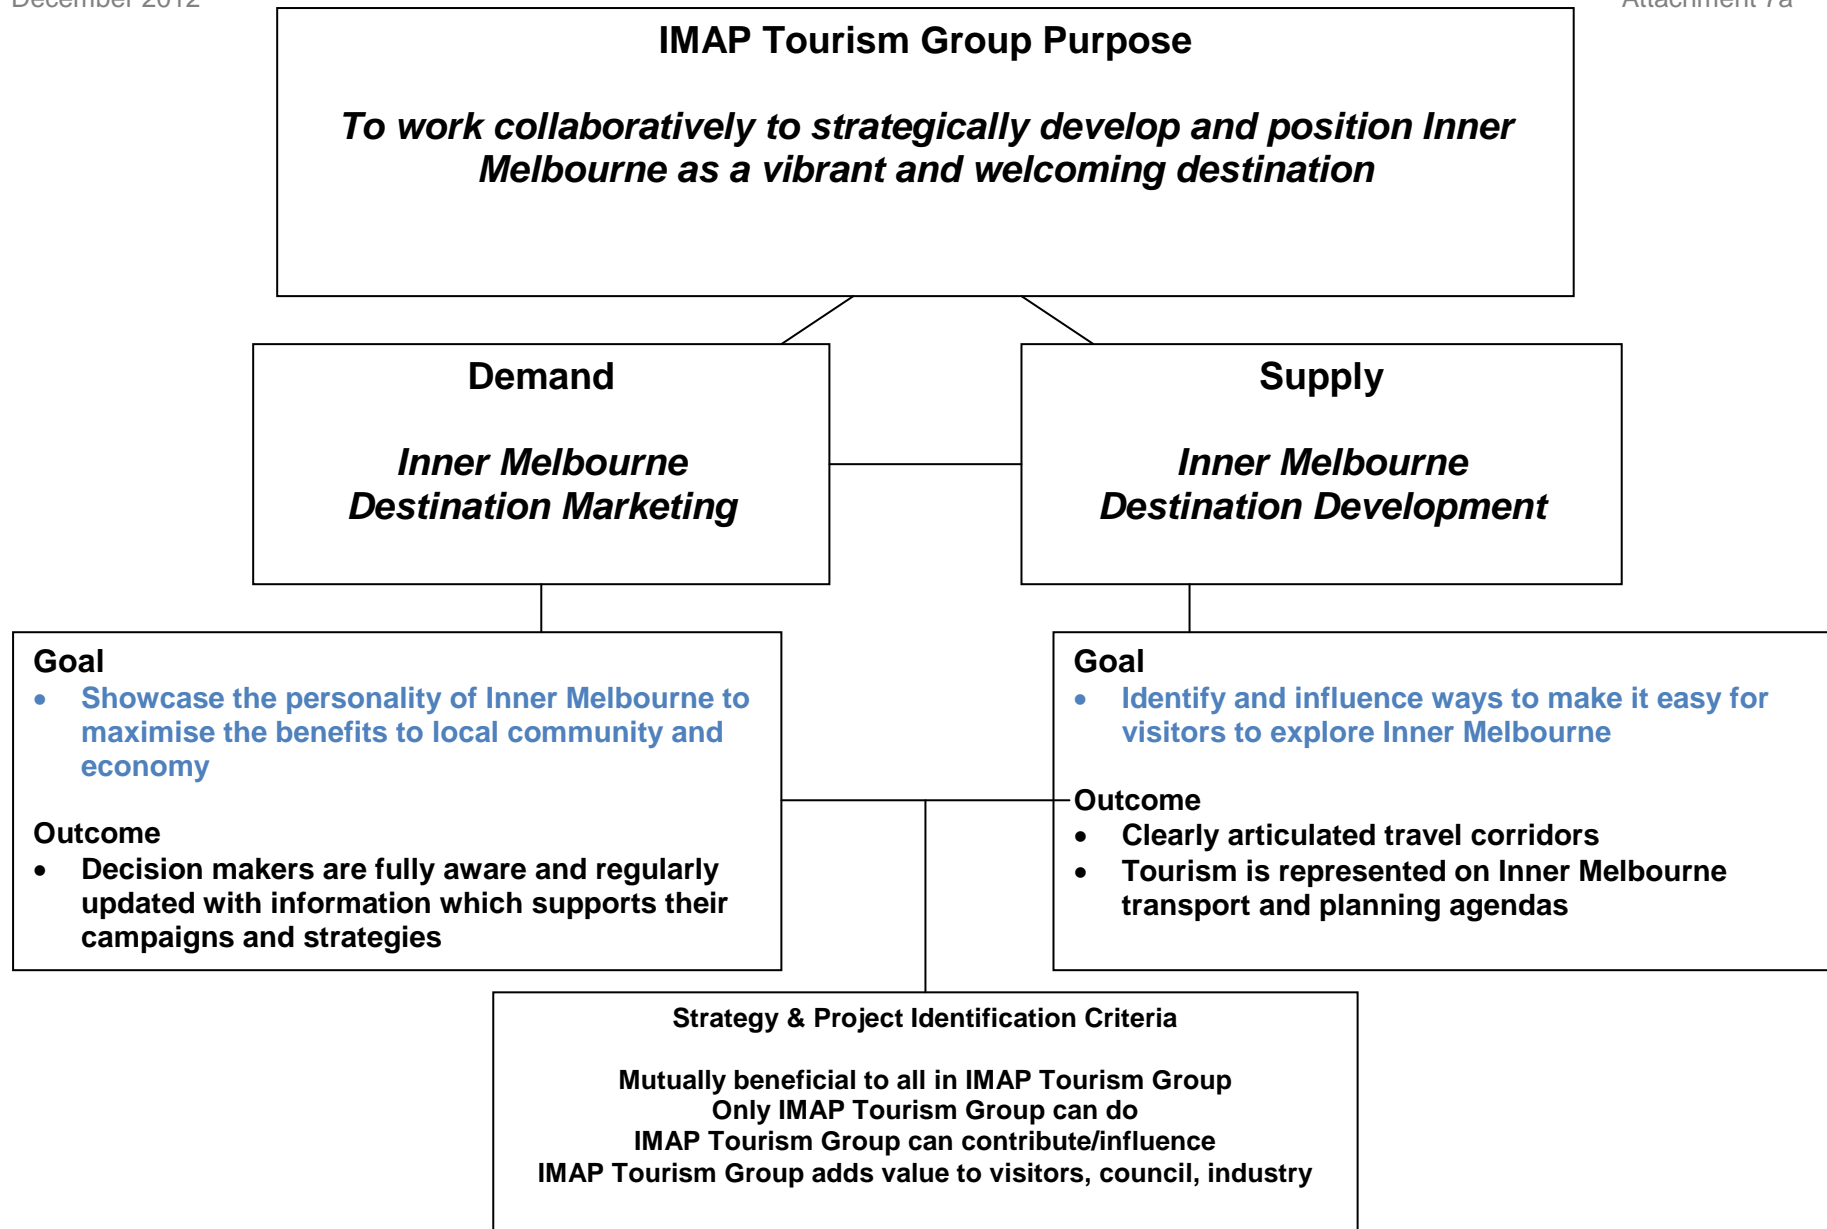 December 2012
Attachment 7a
IMAP Tourism Group Purpose
To work collaboratively to strategically develop and position Inner
Melbourne as a vibrant and welcoming destination
Demand
Inner Melbourne
Destination Marketing
Supply
Inner Melbourne
Destination Development
Goal
• Showcase the personality of Inner Melbourne to
maximise the benefits to local community and
economy
Outcome
• Decision makers are fully aware and regularly
updated with information which supports their
campaigns and strategies
Goal
• Identify and influence ways to make it easy for
visitors to explore Inner Melbourne
Outcome
• Clearly articulated travel corridors
• Tourism is represented on Inner Melbourne
transport and planning agendas
Strategy & Project Identification Criteria
Mutually beneficial to all in IMAP Tourism Group
Only IMAP Tourism Group can do
IMAP Tourism Group can contribute/influence
IMAP Tourism Group adds value to visitors, council, industry